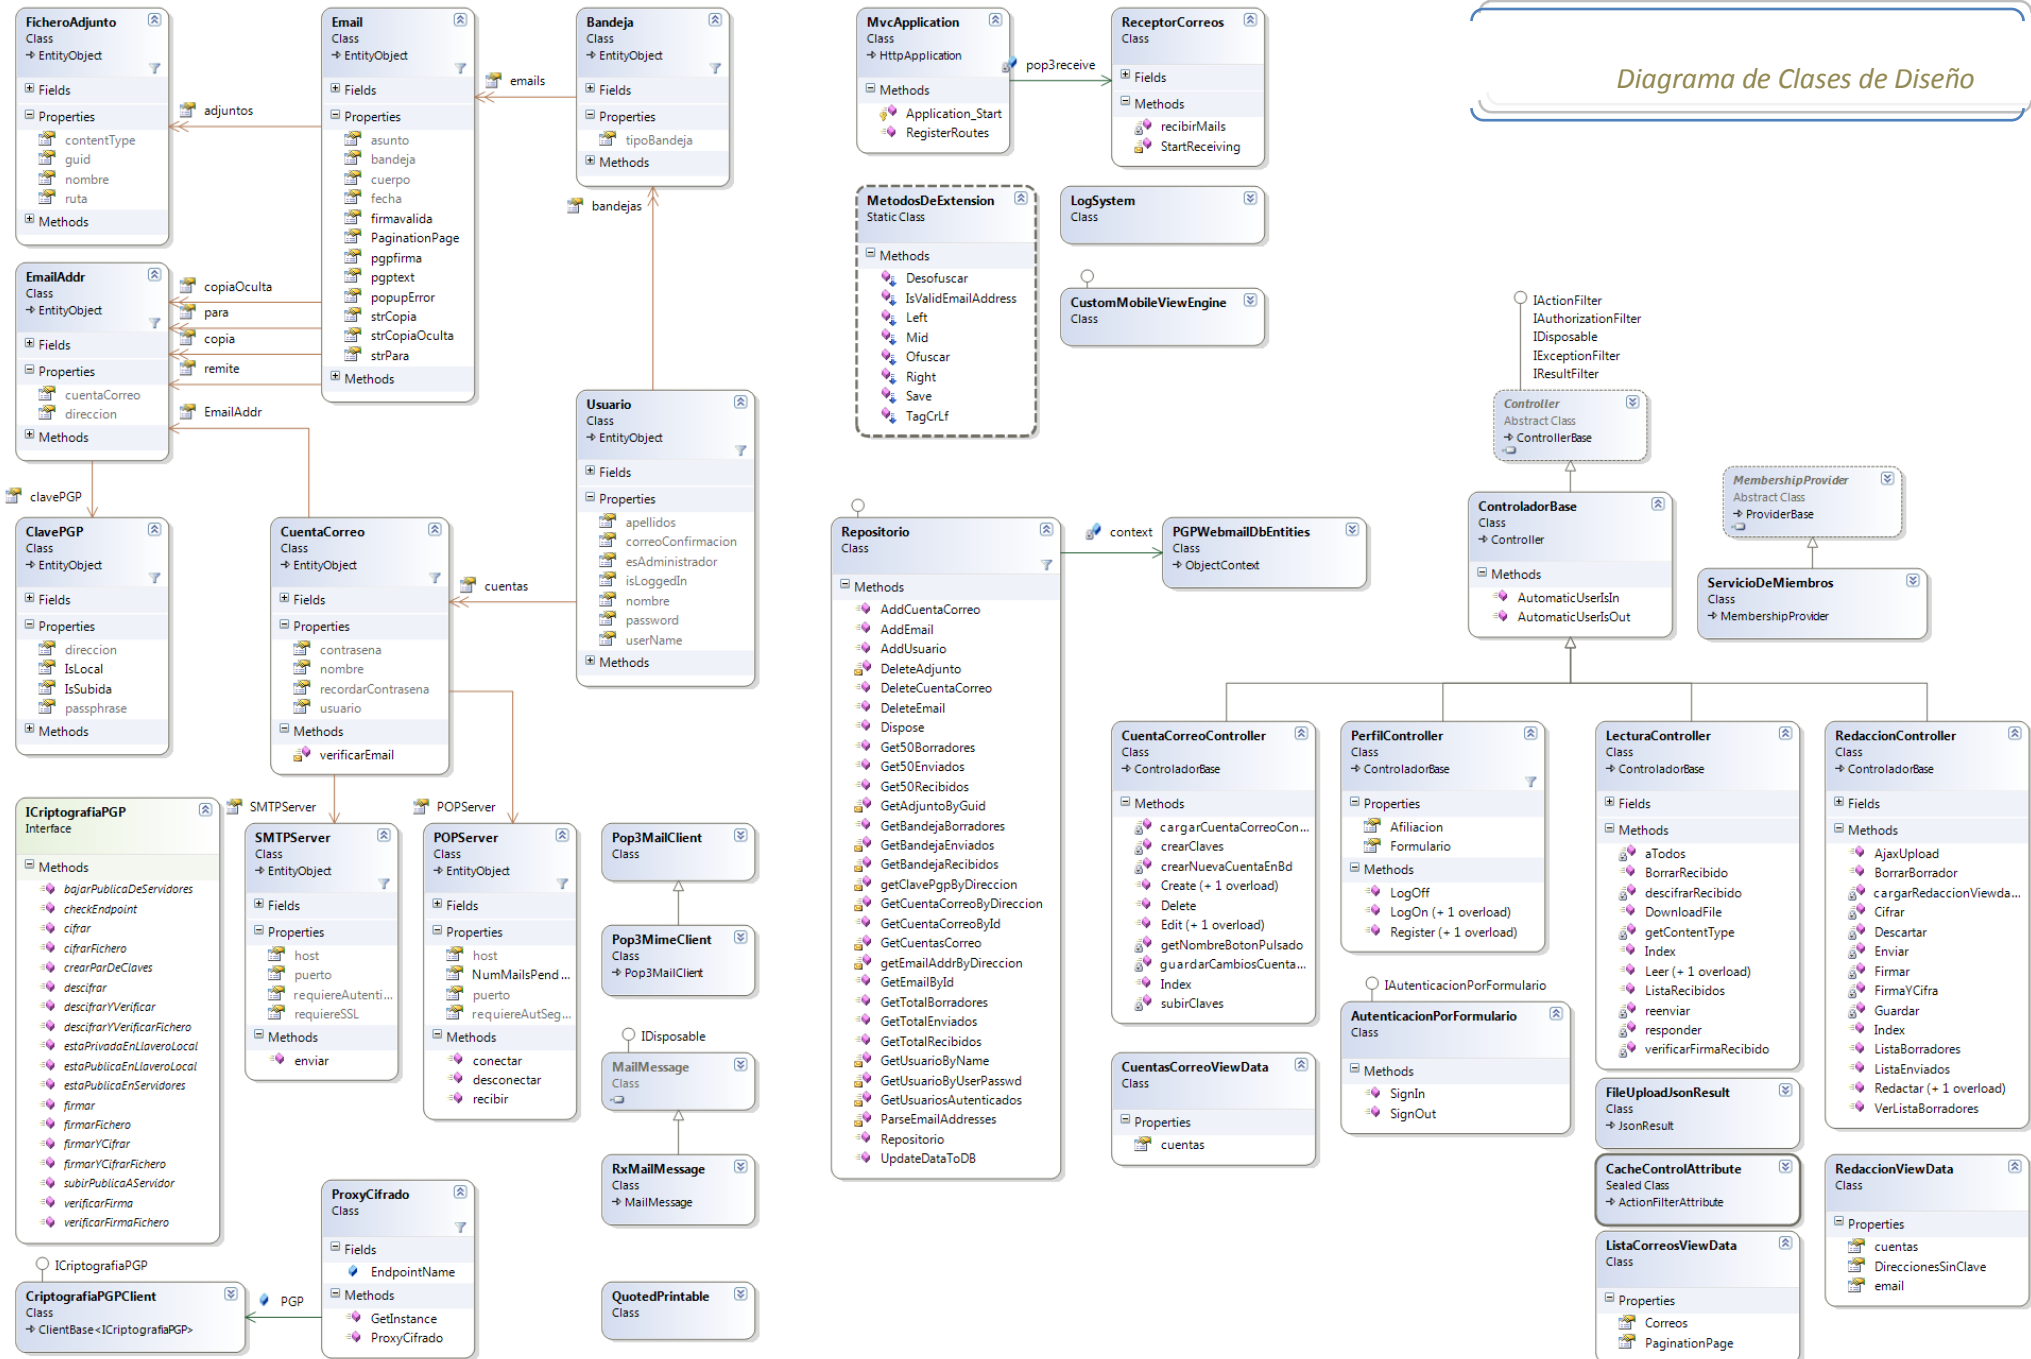 Diagrama de Clases de Diseño
FicheroAdjunto
Class
EntityObject
Fields
Properties
contentType
guid
nombre
ruta
Methods
adjuntos
Email
Class
EntityObject
Fields
Properties
asunto
bandeja
cuerpo
fecha
firmavalida
PaginationPage
pgpfirma
pgptext
popupError
strCopia
strCopiaOculta
strPara
Methods
emails
Bandeja
Class
EntityObject
Fields
Properties
tipoBandeja
Methods
bandejas
EmailAddr
Class
EntityObject
Fields
Properties
cuentaCorreo
direccion
Methods
copiaOculta
para
copia
remite
EmailAddr
clavePGP
ClavePGP
Class
EntityObject
Fields
Properties
direccion
IsLocal
IsSubida
passphrase
Methods
CuentaCorreo
Class
EntityObject
Fields
Properties
contrasena
nombre
recordarContrasena
usuario
Methods
verificarEmail
cuentas
Usuario
Class
EntityObject
Fields
Properties
apellidos
correoConfirmacion
esAdministrador
isLoggedIn
nombre
password
userName
Methods
ICriptografiaPGP
Interface
Methods
bajarPublicaDeServidores
checkEndpoint
cifrar
cifrarFichero
crearParDeClaves
descifrar
descifrarYVerificar
descifrarYVerificarFichero
estaPrivadaEnLlaveroLocal
estaPublicaEnLlaveroLocal
estaPublicaEnServidores
firmar
firmarFichero
firmarYCifrar
firmarYCifrarFichero
subirPublicaAServidor
verificarFirma
verificarFirmaFichero
SMTPServer
SMTPServer
Class
EntityObject
Fields
Properties
host
puerto
requiereAutenti...
requiereSSL
Methods
enviar
POPServer
POPServer
Class
EntityObject
Fields
Properties
host
NumMailsPend...
puerto
requiereAutSeg...
Methods
conectar
desconectar
recibir
Pop3MailClient
Class
Pop3MimeClient
Class
Pop3MailClient
IDisposable
MailMessage
Class
RxMailMessage
Class
MailMessage
QuotedPrintable
Class
ICriptografiaPGP
CriptografiaPGPClient
Class
ClientBase<ICriptografiaPGP>
PGP
ProxyCifrado
Class
Fields
EndpointName
Methods
GetInstance
ProxyCifrado
MvcApplication
Class
HttpApplication
Methods
Application_Start
RegisterRoutes
pop3receive
ReceptorCorreos
Class
Fields
Methods
recibirMails
StartReceiving
MetodosDeExtension
Static Class
Methods
Desofuscar
IsValidEmailAddress
Left
Mid
Ofuscar
Right
Save
TagCrLf
LogSystem
Class
CustomMobileViewEngine
Class
Repositorio
Class
Methods
AddCuentaCorreo
AddEmail
AddUsuario
DeleteAdjunto
DeleteCuentaCorreo
DeleteEmail
Dispose
Get50Borradores
Get50Enviados
Get50Recibidos
GetAdjuntoByGuid
GetBandejaBorradores
GetBandejaEnviados
GetBandejaRecibidos
getClavePgpByDireccion
GetCuentaCorreoByDireccion
GetCuentaCorreoById
GetCuentasCorreo
getEmailAddrByDireccion
GetEmailById
GetTotalBorradores
GetTotalEnviados
GetTotalRecibidos
GetUsuarioByName
GetUsuarioByUserPasswd
GetUsuariosAutenticados
ParseEmailAddresses
Repositorio
UpdateDataToDB
context
PGPWebmailDbEntities
Class
ObjectContext
IActionFilter
IAuthorizationFilter
IDisposable
IExceptionFilter
IResultFilter
Controller
Abstract Class
ControllerBase
ControladorBase
Class
Controller
Methods
AutomaticUserIsIn
AutomaticUserIsOut
MembershipProvider
Abstract Class
ProviderBase
ServicioDeMiembros
Class
MembershipProvider
CuentaCorreoController
Class
ControladorBase
Methods
cargarCuentaCorreoCon...
crearClaves
crearNuevaCuentaEnBd
Create (+ 1 overload)
Delete
Edit (+ 1 overload)
getNombreBotonPulsado
guardarCambiosCuenta...
Index
subirClaves
CuentasCorreoViewData
Class
Properties
cuentas
PerfilController
Class
ControladorBase
Properties
Afiliacion
Formulario
Methods
LogOff
LogOn (+ 1 overload)
Register (+ 1 overload)
IAutenticacionPorFormulario
AutenticacionPorFormulario
Class
Methods
SignIn
SignOut
LecturaController
Class
ControladorBase
Fields
Methods
aTodos
BorrarRecibido
descifrarRecibido
DownloadFile
getContentType
Index
Leer (+ 1 overload)
ListaRecibidos
reenviar
responder
verificarFirmaRecibido
FileUploadJsonResult
Class
JsonResult
CacheControlAttribute
Sealed Class
ActionFilterAttribute
ListaCorreosViewData
Class
Properties
Correos
PaginationPage
RedaccionController
Class
ControladorBase
Fields
Methods
AjaxUpload
BorrarBorrador
cargarRedaccionViewda...
Cifrar
Descartar
Enviar
Firmar
FirmaYCifra
Guardar
Index
ListaBorradores
ListaEnviados
Redactar (+ 1 overload)
VerListaBorradores
RedaccionViewData
Class
Properties
cuentas
DireccionesSinClave
email